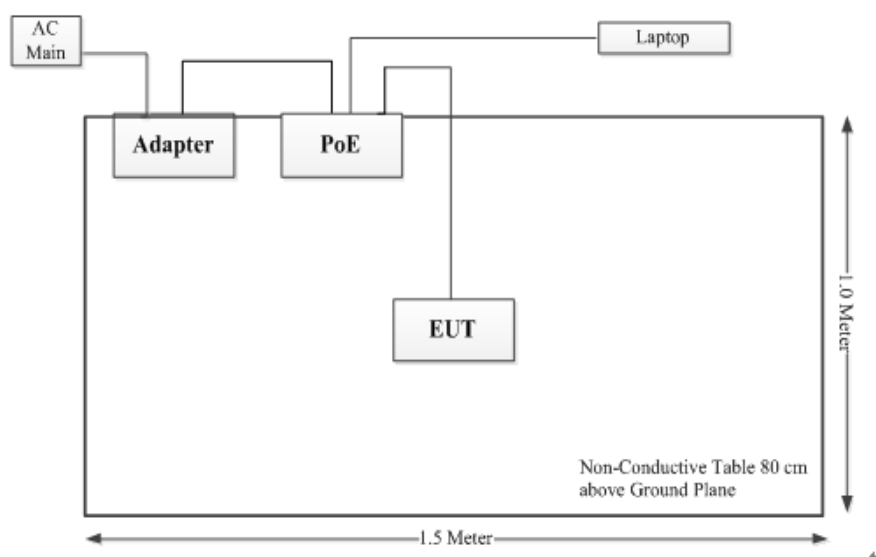 AC
Main
Laptop
Adapter
PoE
EUT
1.0 Meter
Non-Conductive Table 80 cm
above Ground Plane
1.5 Meter